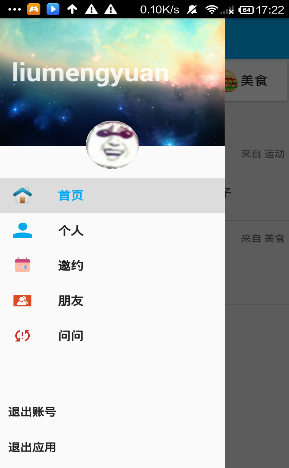 0.10K/s 64 17:22
liumengyuan
美食
首页
来自 运动
子
个人
来自 美食
邀约
朋友
问问
退出账号
退出应用